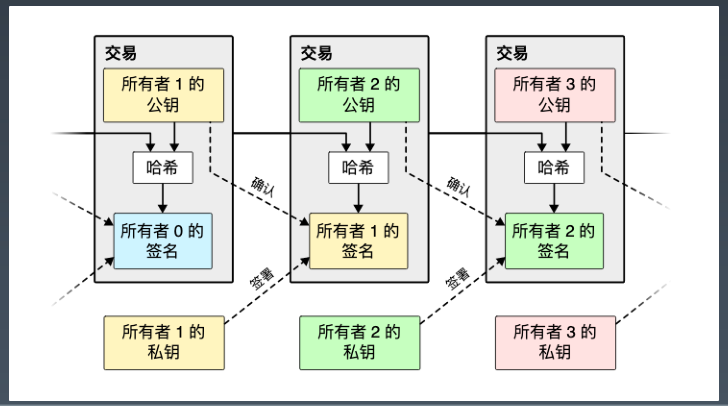 交易
交易
交易
所有者 1 的
公钥
所有者 2 的
公钥
所有者 3 的
公钥
哈希
哈希
哈希
确认
确认
所有者 0 的
签名
所有者 1 的
签名
所有者 2 的
签名
签署
签署
所有者 1 的
私钥
所有者 2 的
私钥
所有者 3 的
私钥